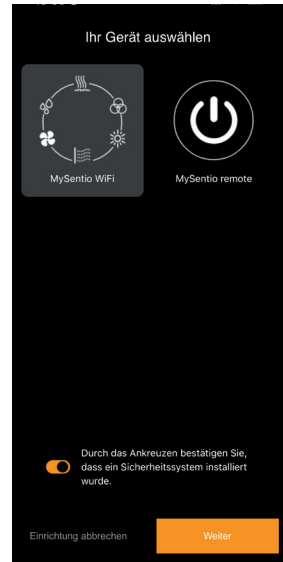 Ihr Gerät auswählen
MySentio WiFi
MySentio remote
Durch das Ankreuzen bestätigen Sie,
dass ein Sicherheitssystem installiert
wurde.
Einrichtung abbrechen
Weiter